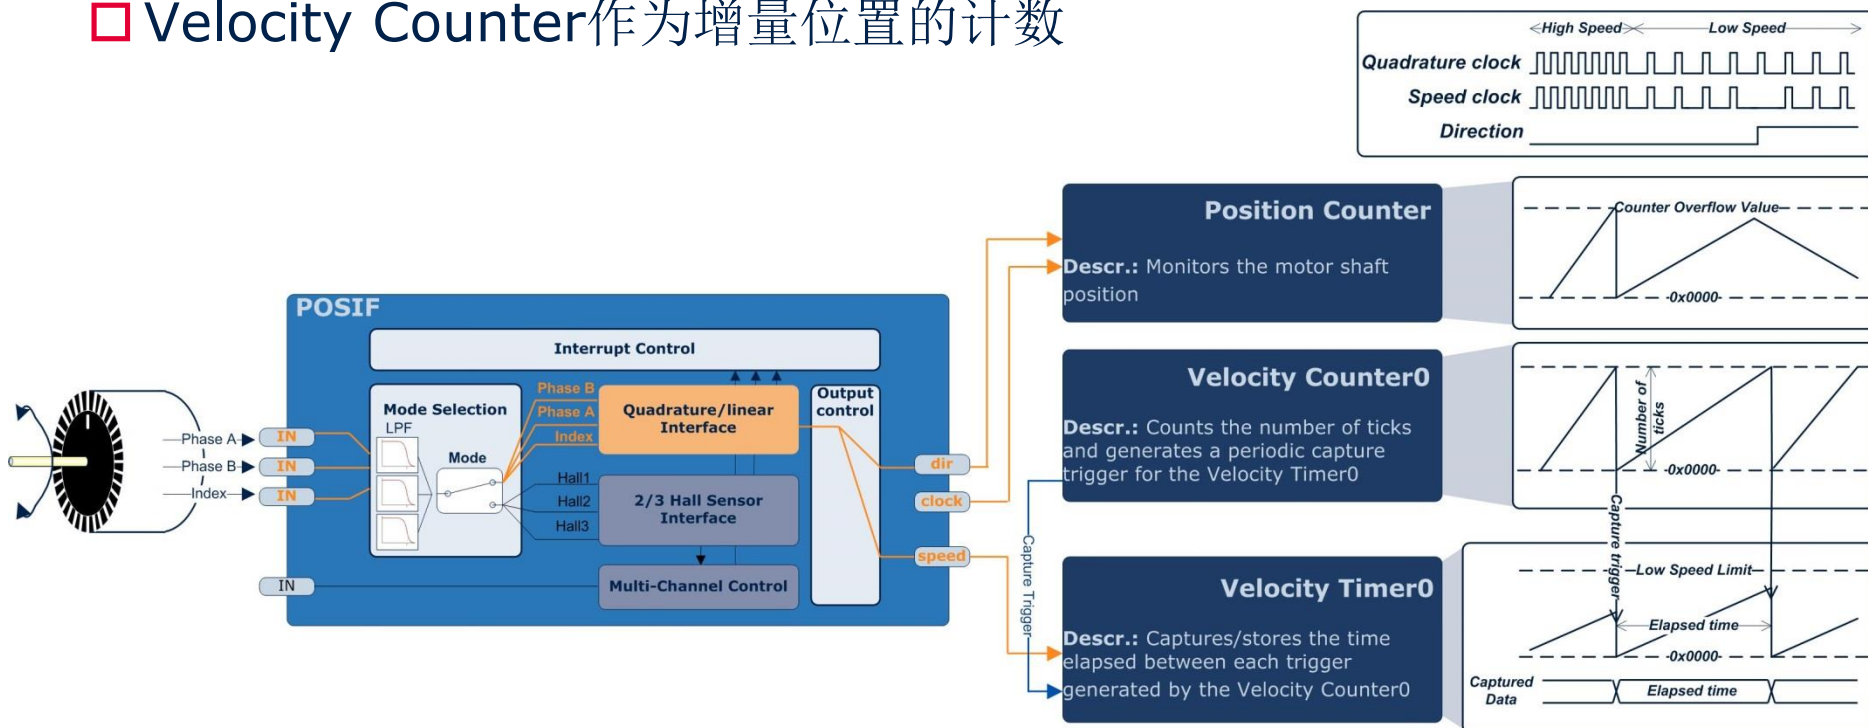 Velocity Counter作为增量位置的计数
High Speed
Low Speed
Quadrature clock
Speed clock
Direction
Position Counter
Descr.: Monitors the motor shaft
position
Counter Overflow Value
0x0000
POSIF
Interrupt Control
Mode Selection
LPF
Mode
Phase B
Phase A
Index
Hall1
Hall2
Hall3
Quadrature/linear
Interface
2/3 Hall Sensor
Interface
Multi-Channel Control
Output
control
Phase A
Phase B
Index
IN
IN
IN
IN
dir
clock
speed
Capture Trigger
Velocity Counter0
Descr.: Counts the number of ticks
and generates a periodic capture
trigger for the Velocity Timer0
Number of
ticks
0x0000
Capture trigger
Velocity Timer0
Descr.: Captures/stores the time
elapsed between each trigger
generated by the Velocity Counter0
Low Speed Limit
Elapsed time
0x0000
Captured
Data
Elapsed time